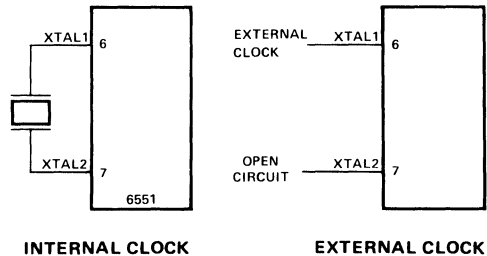 XTAL1
6
XTAL2
7
6551
INTERNAL CLOCK
EXTERNAL
CLOCK
XTAL1
6
OPEN
CIRCUIT
XTAL2
7
EXTERNAL CLOCK